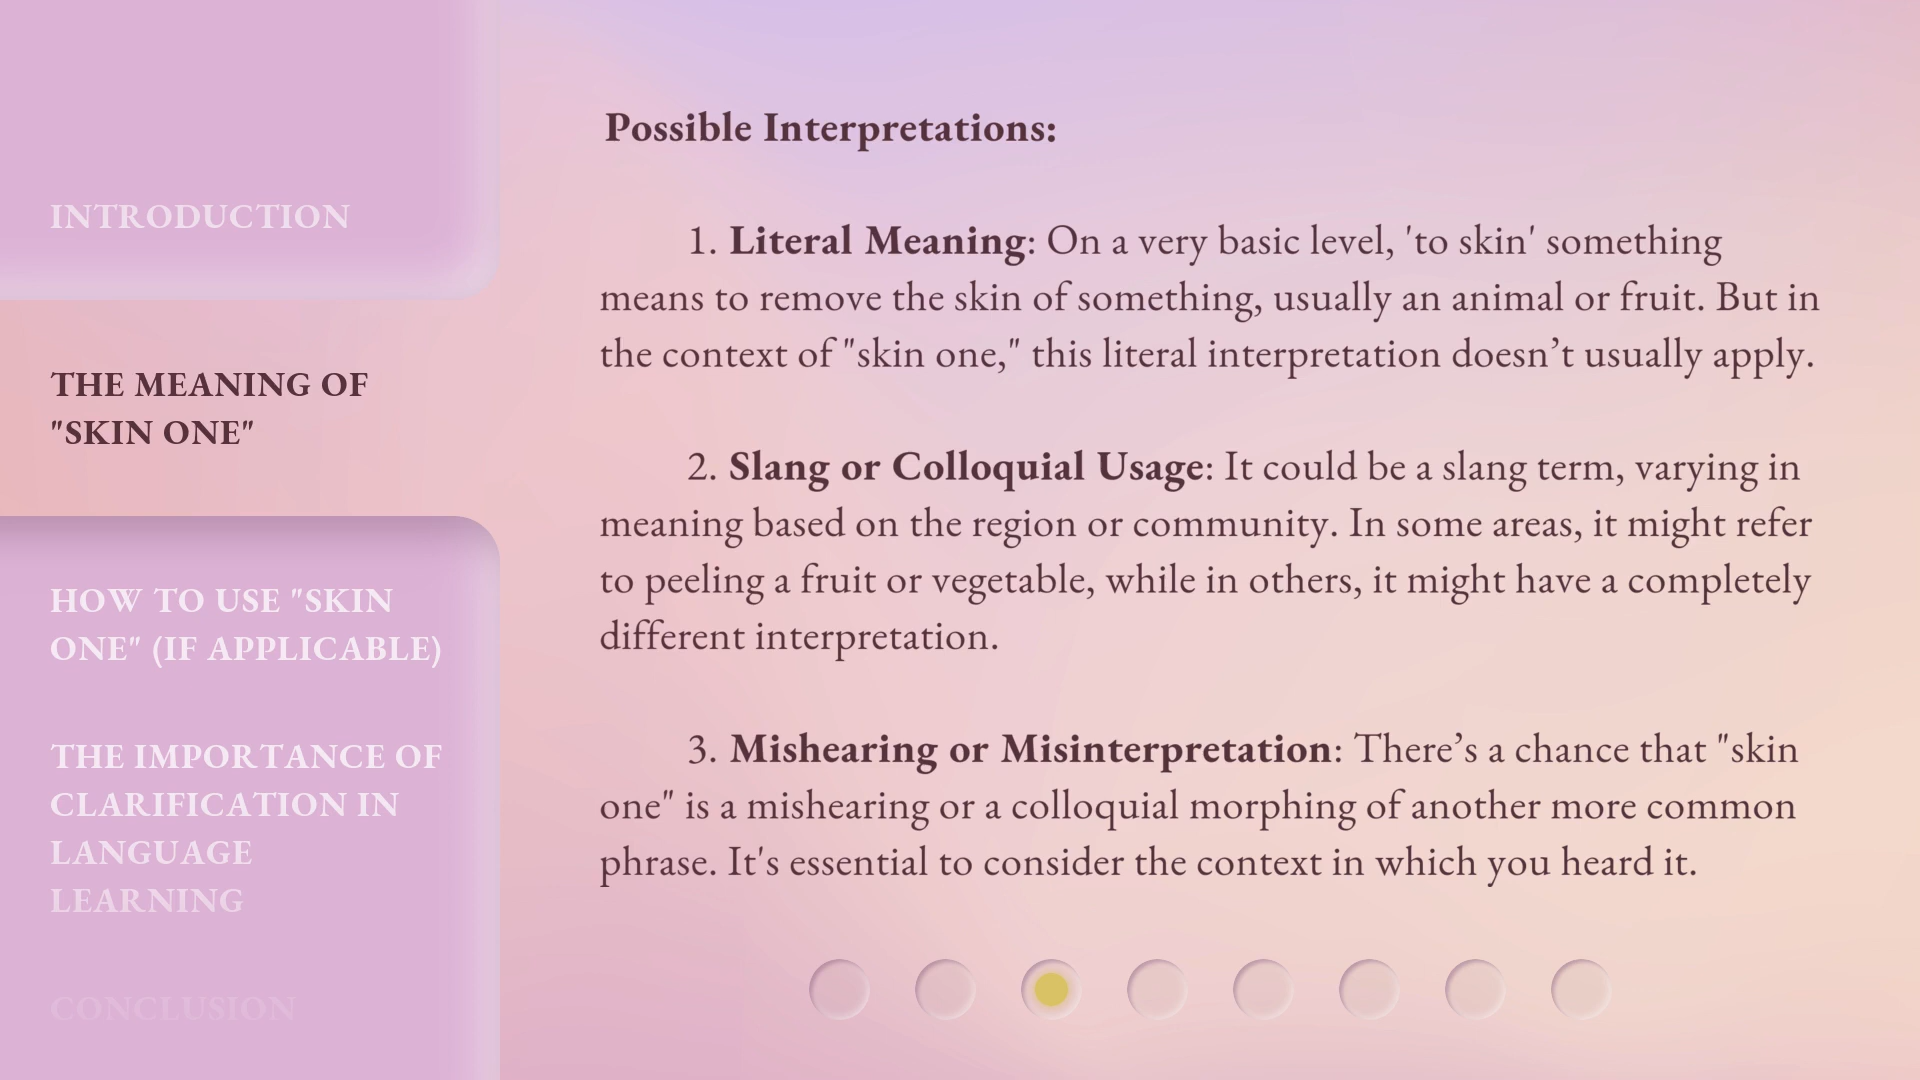 INTRODUCTION
THE MEANING OF
"SKIN ONE"
HOW TO USE "SKIN
ONE" (IF APPLICABLE)
THE IMPORTANCE OF
CLARIFICATION IN
LANGUAGE
LEARNING
CONCLUSION
Possible Interpretations:
1. Literal Meaning: On a very basic level, 'to skin' something
means to remove the skin of something, usually an animal or fruit. But in
the context of "skin one," this literal interpretation doesn’t usually apply.
2. Slang or Colloquial Usage: It could be a slang term, varying in
meaning based on the region or community. In some areas, it might refer
to peeling a fruit or vegetable, while in others, it might have a completely
different interpretation.
3. Mishearing or Misinterpretation: There’s a chance that "skin
one" is a mishearing or a colloquial morphing of another more common
phrase. It's essential to consider the context in which you heard it.